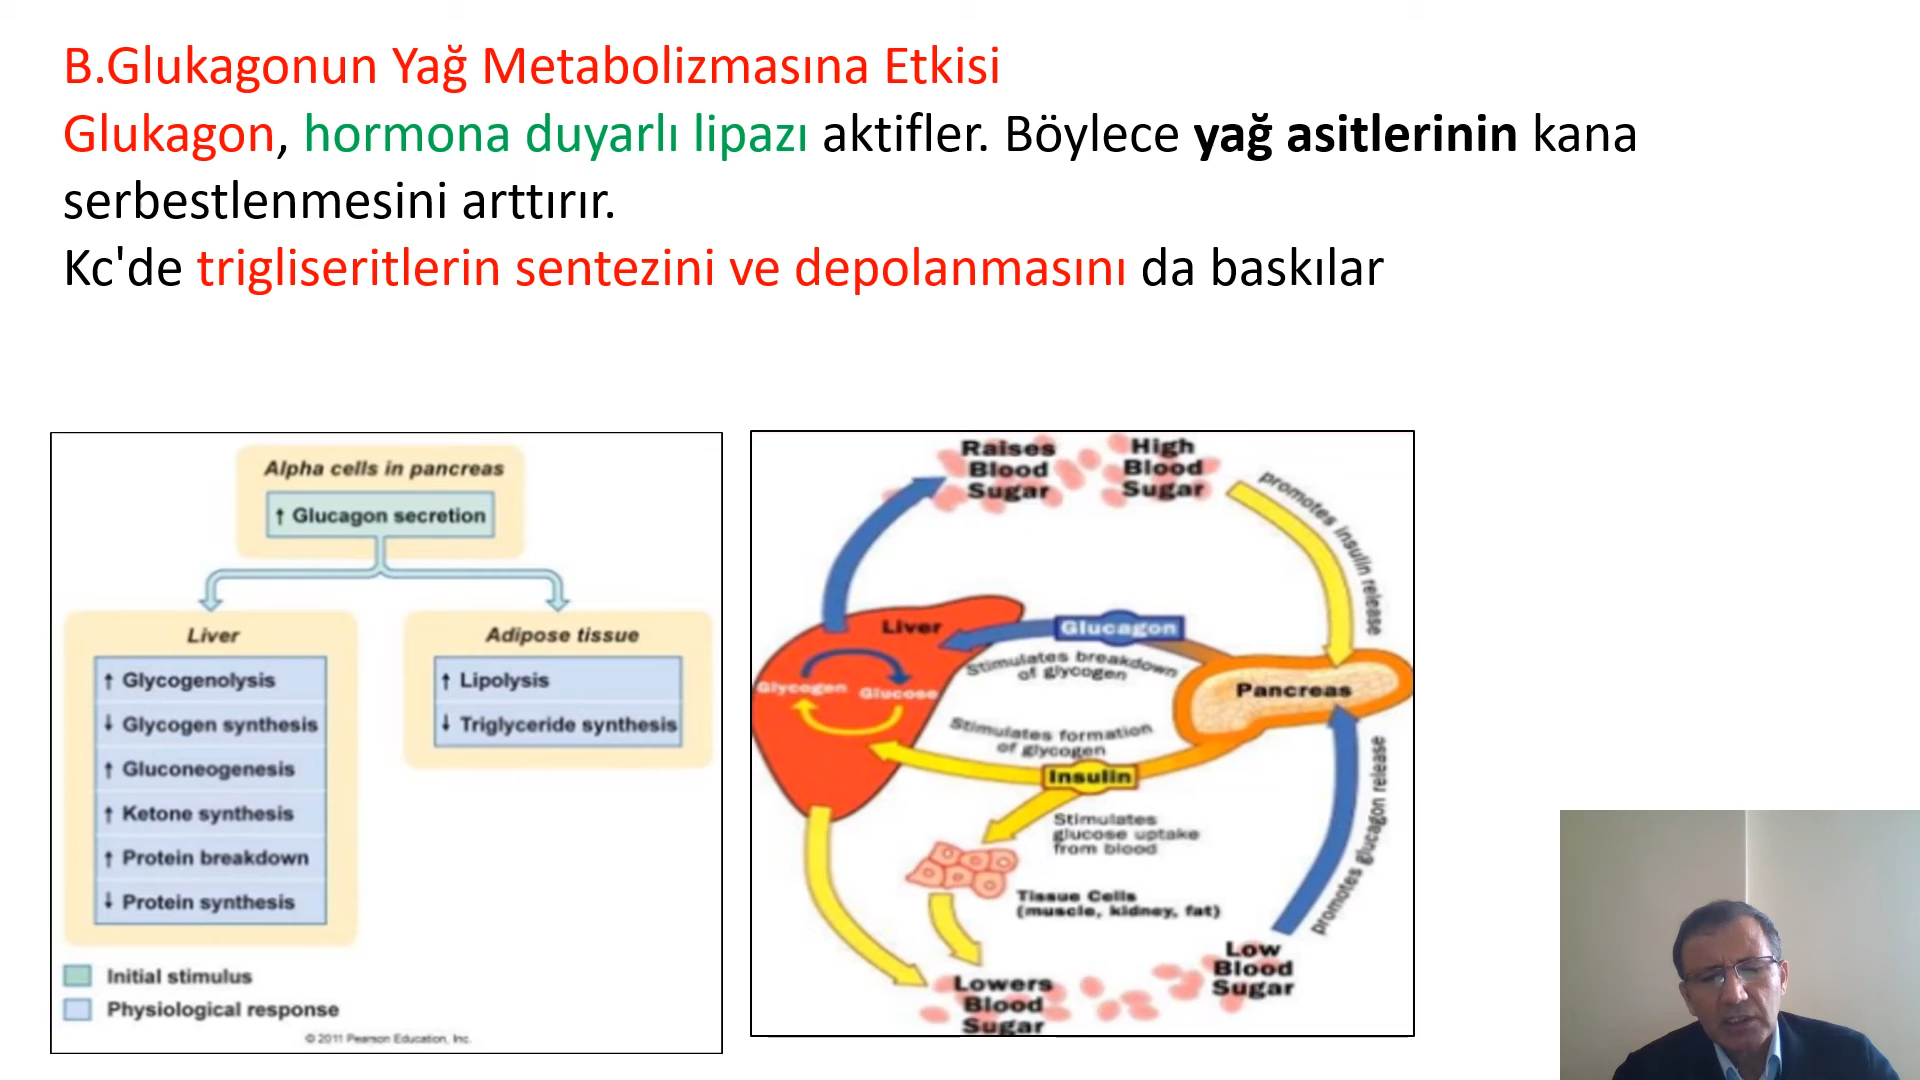 B.Glukagonun Yağ Metabolizmasına Etkisi
Glukagon, hormona duyarlı lipazı aktifler. Böylece yağ asitlerinin kana
serbestlenmesini arttırır.
Kc'de trigliseritlerin sentezini ve depolanmasını da baskılar
Alpha cells in pancreas
↑ Glucagon secretion
Liver
↑ Glycogenolysis
↓ Glycogen synthesis
↑ Gluconeogenesis
↑ Ketone synthesis
↑ Protein breakdown
↓ Protein synthesis
Adipose tissue
↑ Lipolysis
↓ Triglyceride synthesis
Initial stimulus
Physiological response
© 2011 Pearson Education, Inc.
Raises
Blood
Sugar
High
Blood
Sugar
promotes insulin release
Liver
Glucagon
Stimulates breakdown
of glycogen
Glycogen
Glucose
Pancreas
Stimulates formation
of glycogen
Insulin
Stimulates
glucose uptake
from blood
Tissue Cells
(muscle, kidney, fat)
promotes glucagon release
Low
Blood
Sugar
Lowers
Blood
Sugar